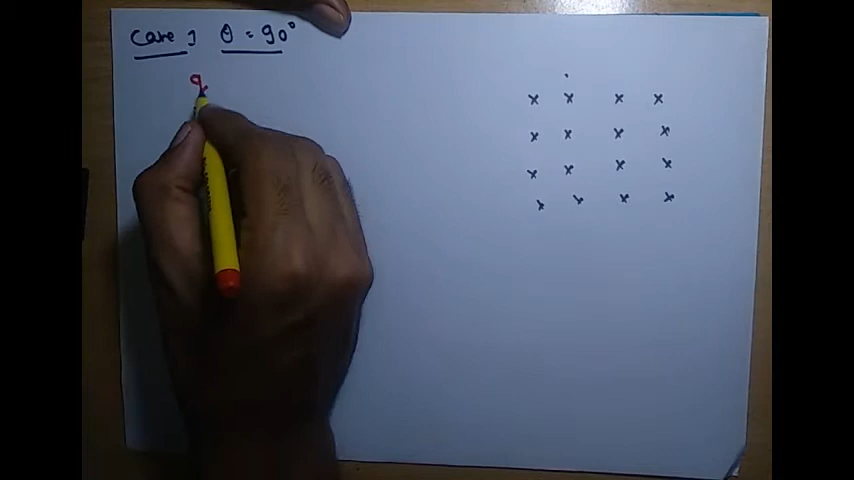 Case 1 θ = 90°
q
× × × ×
× × × ×
× × × ×
× × × ×